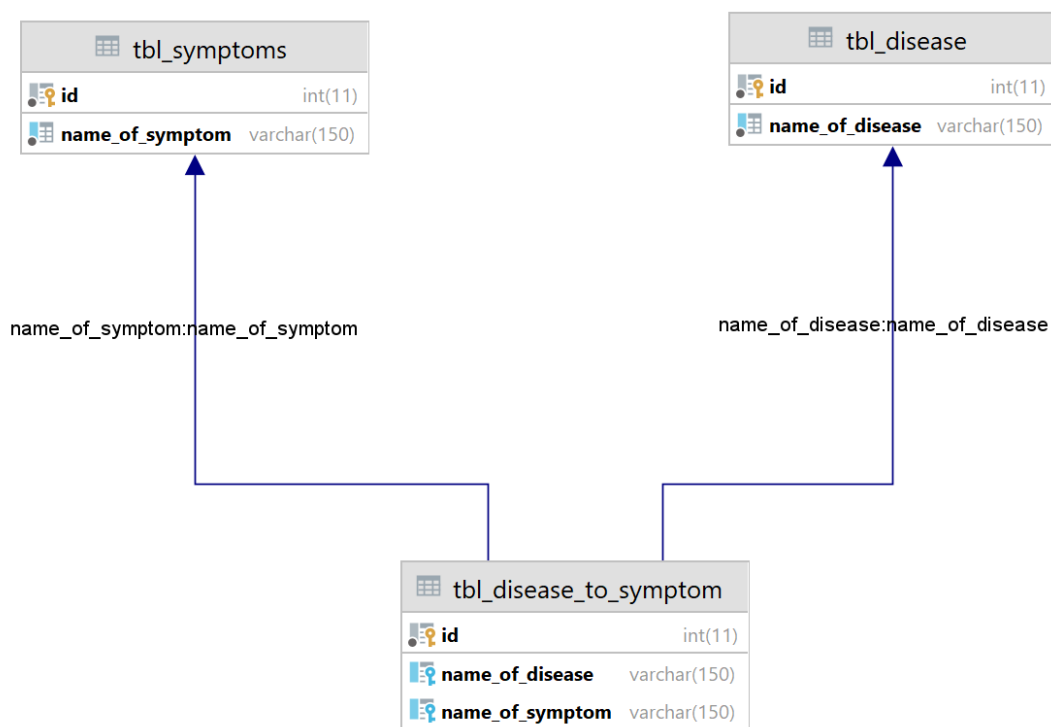 tbl_symptoms
id int(11)
name_of_symptom varchar(150)
tbl_disease
id int(11)
name_of_disease varchar(150)
name_of_symptom:name_of_symptom
name_of_disease:name_of_disease
tbl_disease_to_symptom
id int(11)
name_of_disease varchar(150)
name_of_symptom varchar(150)